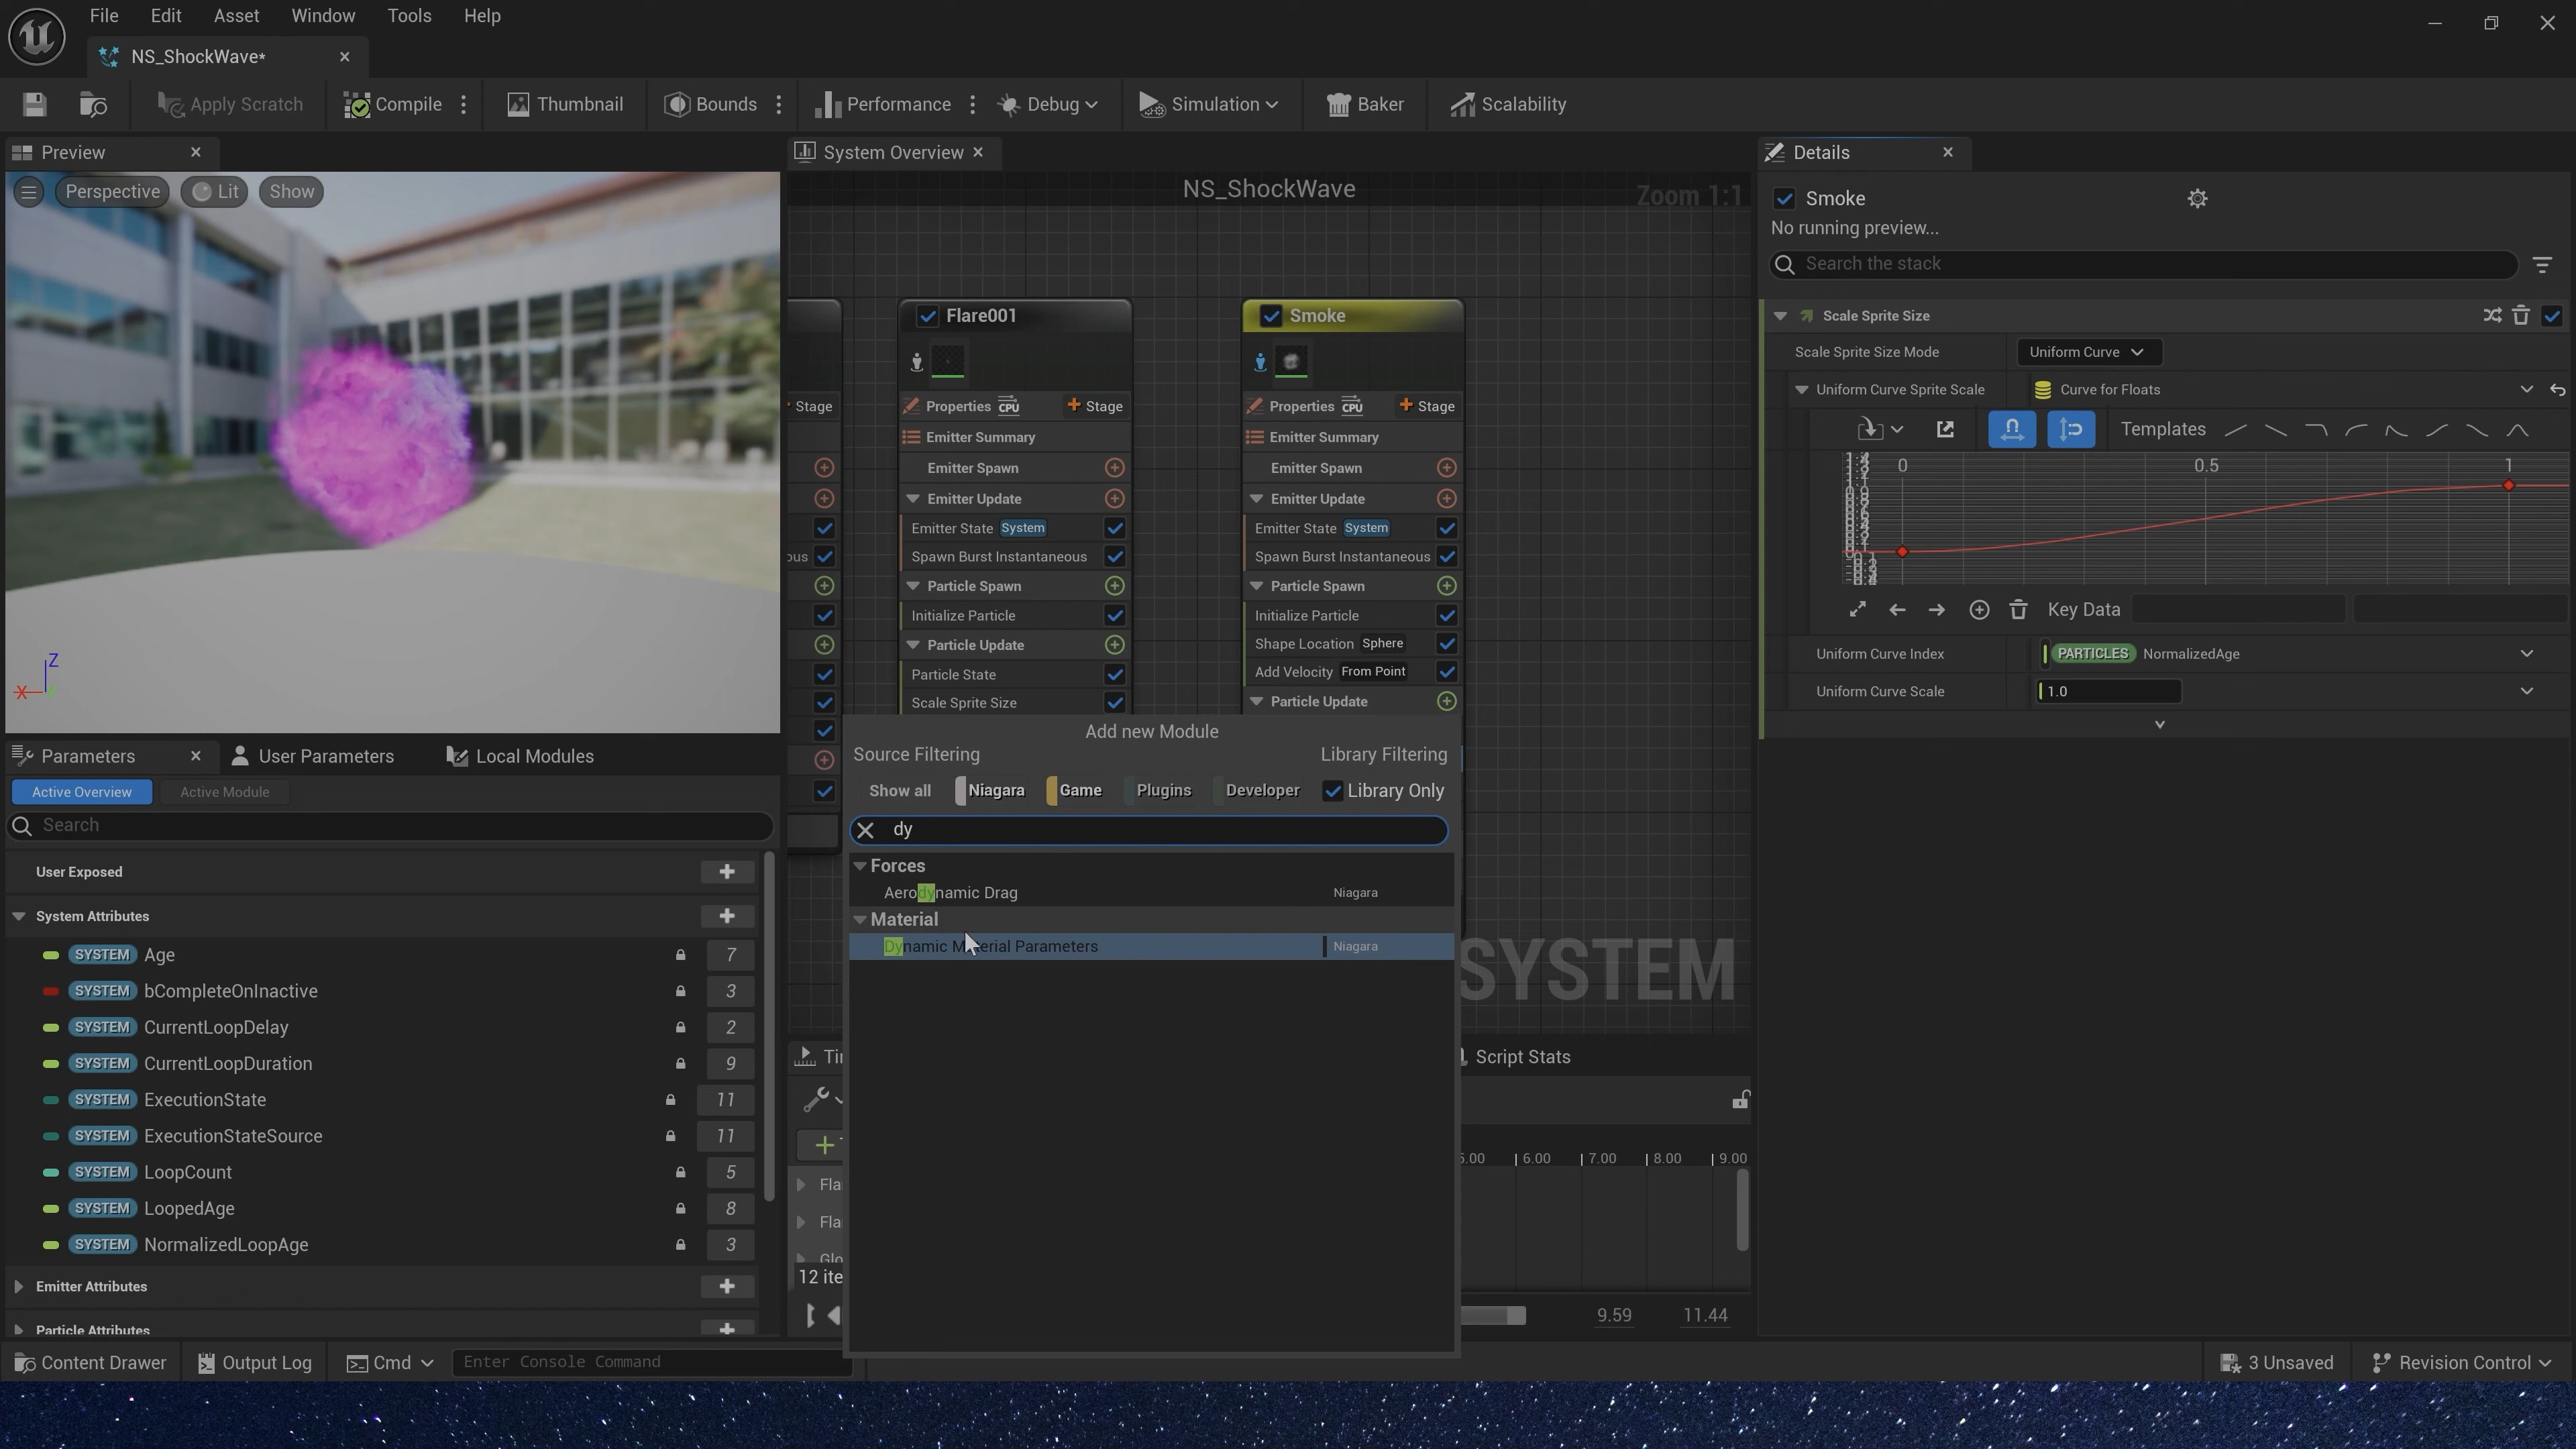 File Edit Asset Window Tools Help
NS_ShockWave*
Apply Scratch Compile Thumbnail Bounds Performance Debug Simulation Baker Scalability
Preview
Perspective Lit Show
Z
X
System Overview
NS_ShockWave
Zoom 1:1
Stage
Flare001
Properties CPU Stage
Emitter Summary
Emitter Spawn
Emitter Update
Emitter State System
Spawn Burst Instantaneous
Particle Spawn
Initialize Particle
Particle Update
Particle State
Scale Sprite Size
Smoke
Properties CPU Stage
Emitter Summary
Emitter Spawn
Emitter Update
Emitter State System
Spawn Burst Instantaneous
Particle Spawn
Initialize Particle
Shape Location Sphere
Add Velocity From Point
Particle Update
Add new Module
Source Filtering Library Filtering
Show all Niagara Game Plugins Developer Library Only
dy
Forces
Aerodynamic Drag Niagara
Material
Dynamic Material Parameters Niagara
SYSTEM
Script Stats
6.00 7.00 8.00 9.00
12 ite
9.59 11.44
Details
Smoke
No running preview...
Search the stack
Scale Sprite Size
Scale Sprite Size Mode Uniform Curve
Uniform Curve Sprite Scale Curve for Floats
Templates
0 0.5 1
Key Data
Uniform Curve Index PARTICLES NormalizedAge
Uniform Curve Scale 1.0
Parameters User Parameters Local Modules
Active Overview Active Module
Search
User Exposed
System Attributes
SYSTEM Age 7
SYSTEM bCompleteOnInactive 3
SYSTEM CurrentLoopDelay 2
SYSTEM CurrentLoopDuration 9
SYSTEM ExecutionState 11
SYSTEM ExecutionStateSource 11
SYSTEM LoopCount 5
SYSTEM LoopedAge 8
SYSTEM NormalizedLoopAge 3
Emitter Attributes
Particle Attributes
Content Drawer Output Log Cmd Enter Console Command 3 Unsaved Revision Control